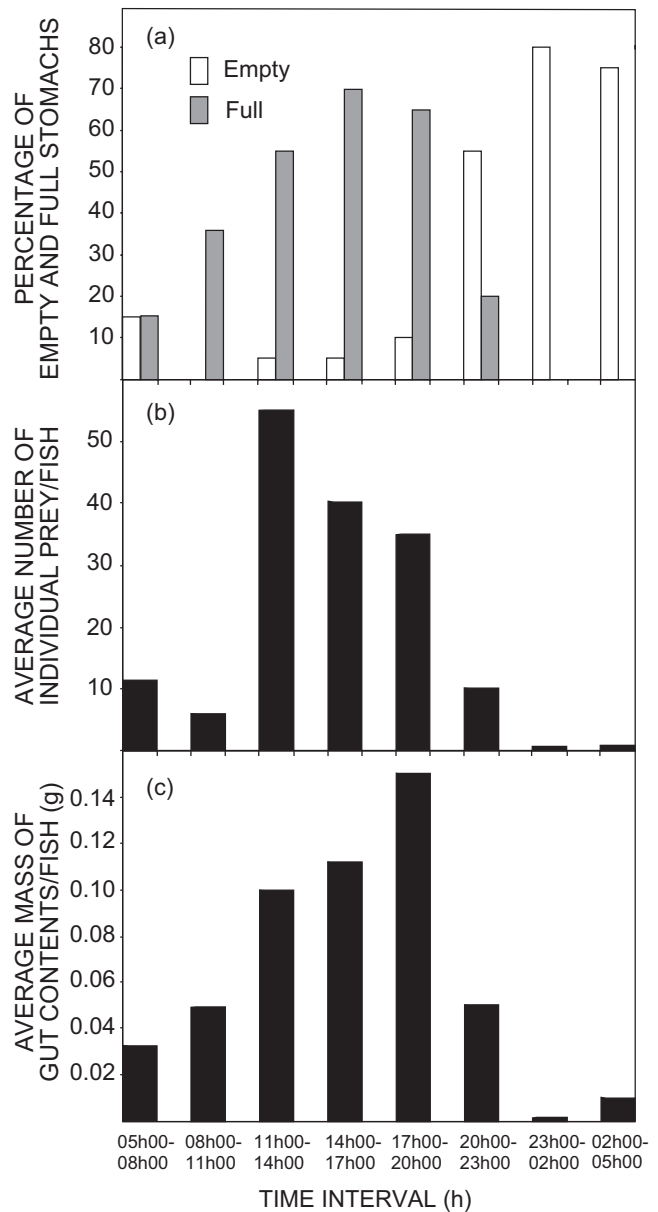 (a)
Empty
Full
80
70
60
50
40
30
20
10
PERCENTAGE OF
EMPTY AND FULL STOMACHS
(b)
50
40
30
20
10
AVERAGE NUMBER OF
INDIVIDUAL PREY/FISH
(c)
0.14
0.12
0.10
0.08
0.06
0.04
0.02
AVERAGE MASS OF
GUT CONTENTS/FISH (g)
05h00- 08h00- 11h00- 14h00- 17h00- 20h00- 23h00- 02h00-
08h00 11h00 14h00 17h00 20h00 23h00 02h00 05h00
TIME INTERVAL (h)